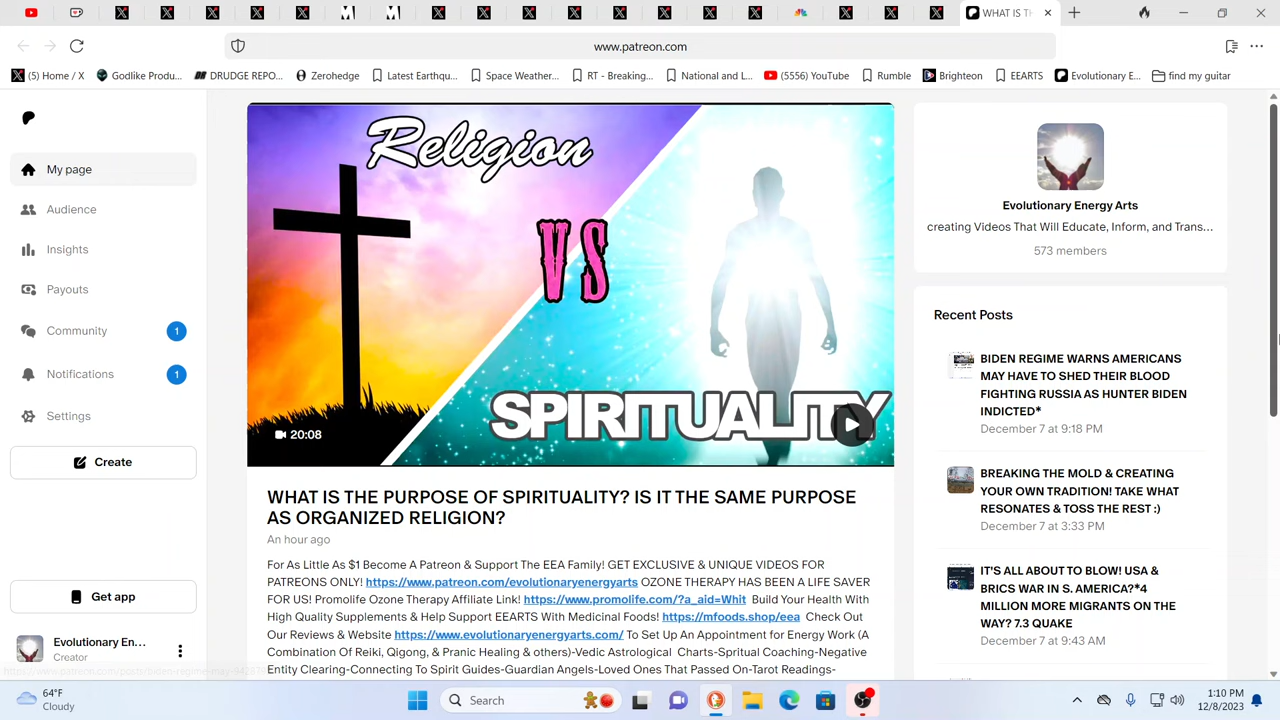 WHAT IS TH
www.patreon.com
(5) Home / X
Godlike Produ...
DRUDGE REPO...
Zerohedge
Latest Earthqu...
Space Weather...
RT - Breaking...
National and L...
(5556) YouTube
Rumble
Brighteon
EEARTS
Evolutionary E...
find my guitar
My page
Audience
Insights
Payouts
Community
1
Notifications
1
Settings
Create
Get app
Evolutionary En...
Creator
Religion
VS
SPIRITUALITY
20:08
WHAT IS THE PURPOSE OF SPIRITUALITY? IS IT THE SAME PURPOSE
AS ORGANIZED RELIGION?
An hour ago
For As Little As $1 Become A Patreon & Support The EEA Family! GET EXCLUSIVE & UNIQUE VIDEOS FOR
PATREONS ONLY! https://www.patreon.com/evolutionaryenergyarts OZONE THERAPY HAS BEEN A LIFE SAVER
FOR US! Promolife Ozone Therapy Affiliate Link! https://www.promolife.com/?a_aid=Whit Build Your Health With
High Quality Supplements & Help Support EEARTS With Medicinal Foods! https://mfoods.shop/eea Check Out
Our Reviews & Website https://www.evolutionaryenergyarts.com/ To Set Up An Appointment for Energy Work (A
Combination Of Reiki, Qigong, & Pranic Healing & others)-Vedic Astrological Charts-Spritual Coaching-Negative
Entity Clearing-Connecting To Spirit Guides-Guardian Angels-Loved Ones That Passed On-Tarot Readings-
Evolutionary Energy Arts
creating Videos That Will Educate, Inform, and Trans...
573 members
Recent Posts
BIDEN REGIME WARNS AMERICANS
MAY HAVE TO SHED THEIR BLOOD
FIGHTING RUSSIA AS HUNTER BIDEN
INDICTED*
December 7 at 9:18 PM
BREAKING THE MOLD & CREATING
YOUR OWN TRADITION! TAKE WHAT
RESONATES & TOSS THE REST :)
December 7 at 3:33 PM
IT'S ALL ABOUT TO BLOW! USA &
BRICS WAR IN S. AMERICA?*4
MILLION MORE MIGRANTS ON THE
WAY? 7.3 QUAKE
December 7 at 9:43 AM
64°F
Cloudy
Search
1:10 PM
12/8/2023